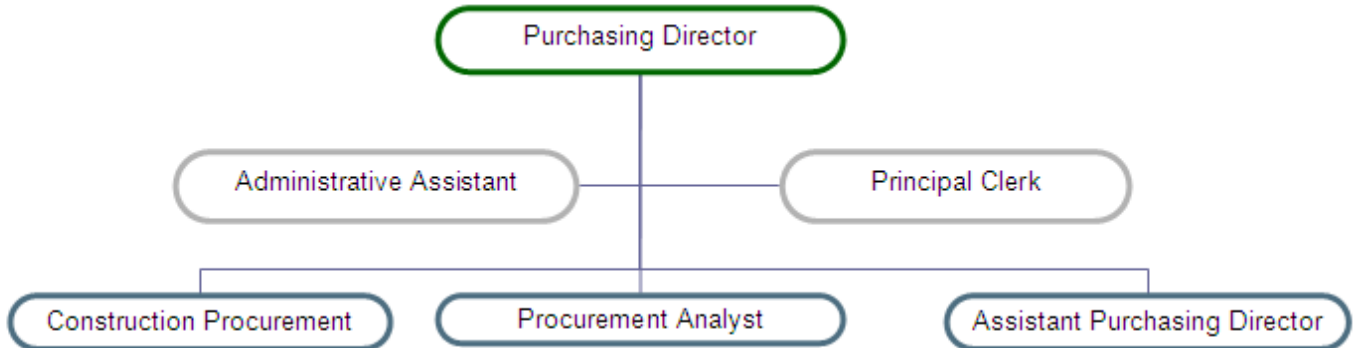 Purchasing Director
Administrative Assistant
Principal Clerk
Construction Procurement
Procurement Analyst
Assistant Purchasing Director